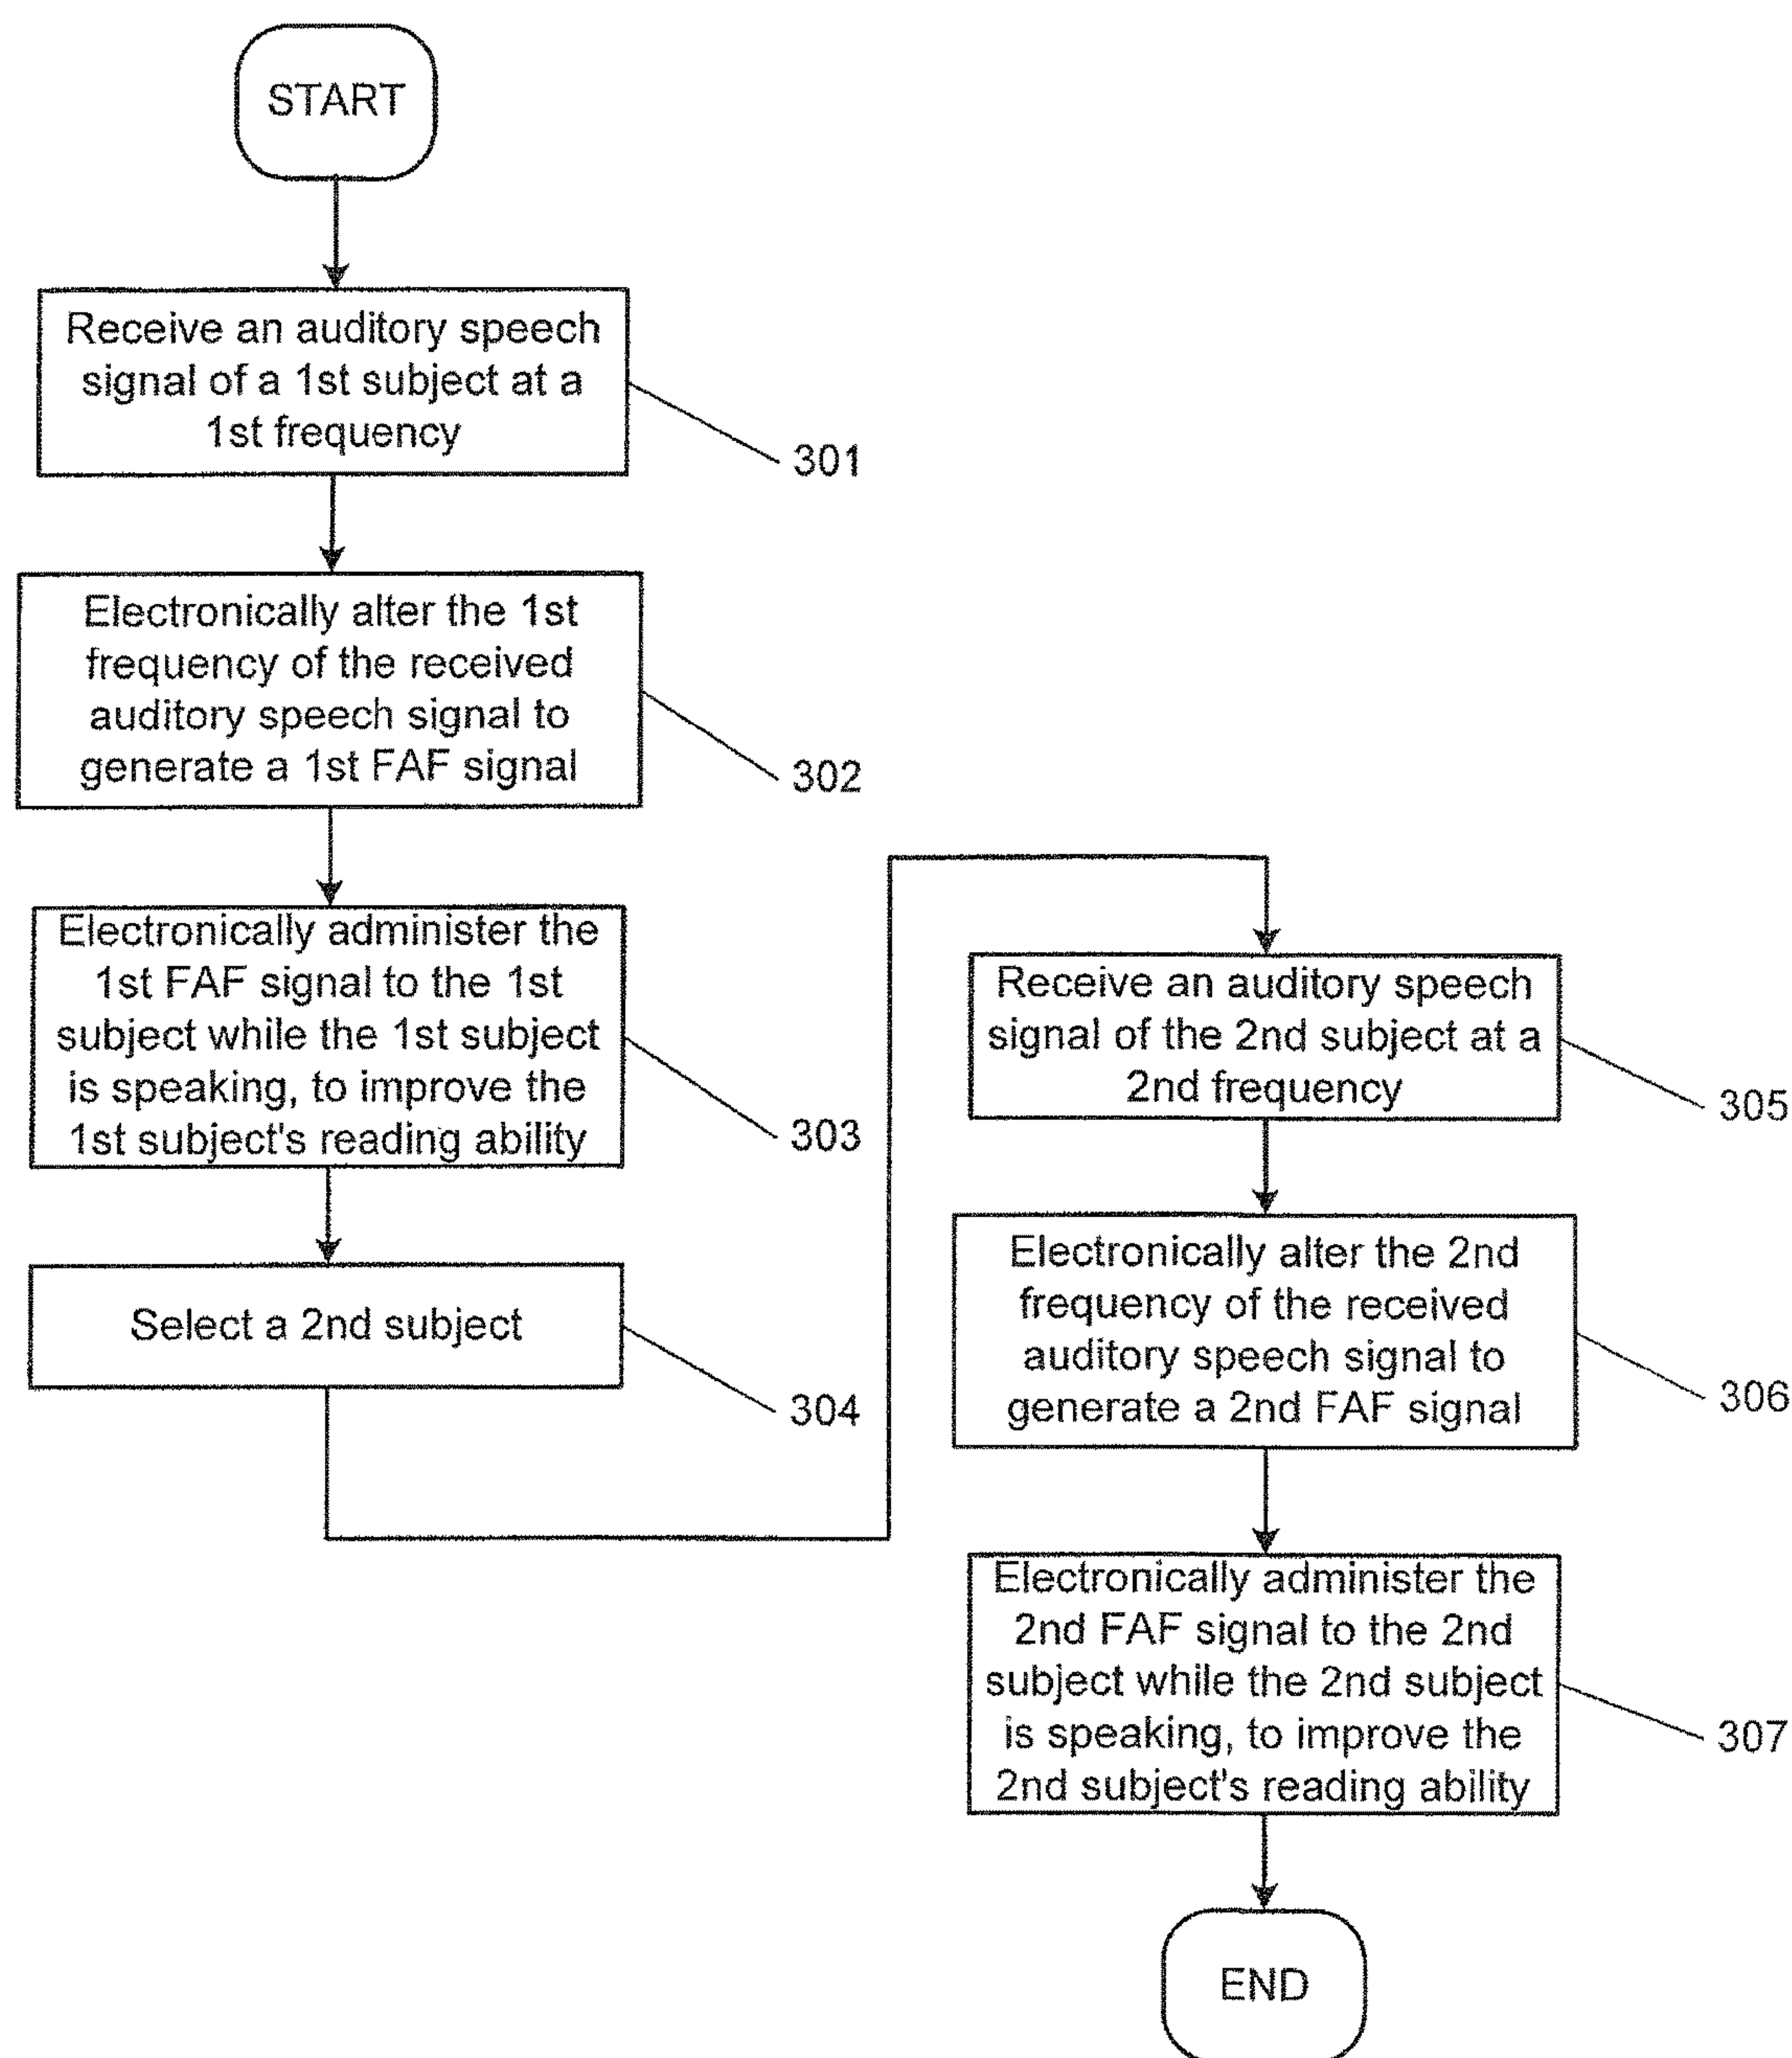 START
Receive an auditory speech
signal of a 1st subject at a
1st frequency
301
Electronically alter the 1st
frequency of the received
auditory speech signal to
generate a 1st FAF signal
302
Electronically administer the
1st FAF signal to the 1st
subject while the 1st subject
is speaking, to improve the
1st subject's reading ability
303
Select a 2nd subject
304
Receive an auditory speech
signal of the 2nd subject at a
2nd frequency
305
Electronically alter the 2nd
frequency of the received
auditory speech signal to
generate a 2nd FAF signal
306
Electronically administer the
2nd FAF signal to the 2nd
subject while the 2nd subject
is speaking, to improve the
2nd subject's reading ability
307
END